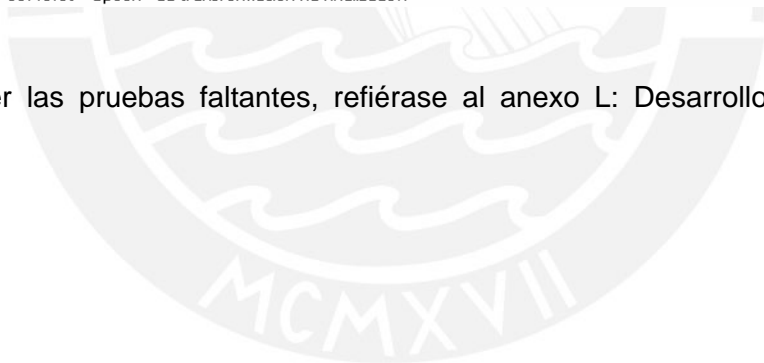 er las pruebas faltantes, refiérase al anexo L: Desarrollo
MCMXVII